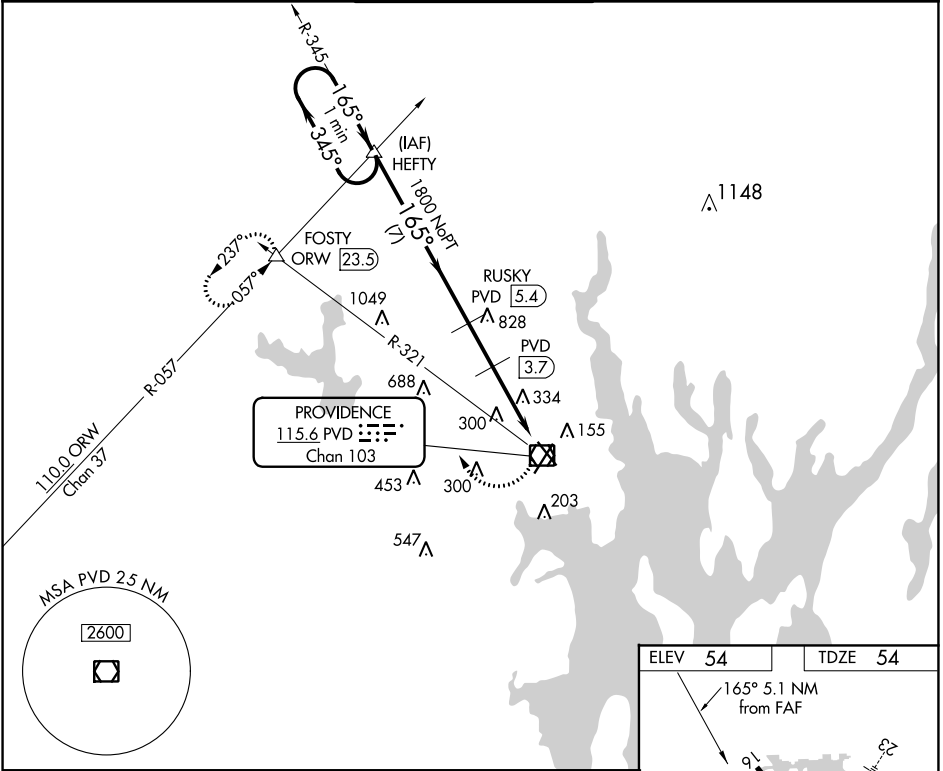 R-345
165°
1 min
345°
(IAF)
HEFTY
1800 NoPT
165°
(7)
1148
237°
057°
FOSTY
ORW 23.5
RUSKY
PVD 5.4
1049
828
R-321
PVD
3.7
R-057
688
334
300
PROVIDENCE
115.6 PVD
Chan 103
155
110.0 ORW
Chan 37
453
300
203
547
MSA PVD 25 NM
2600
ELEV 54
TDZE 54
165° 5.1 NM
from FAF
16
23